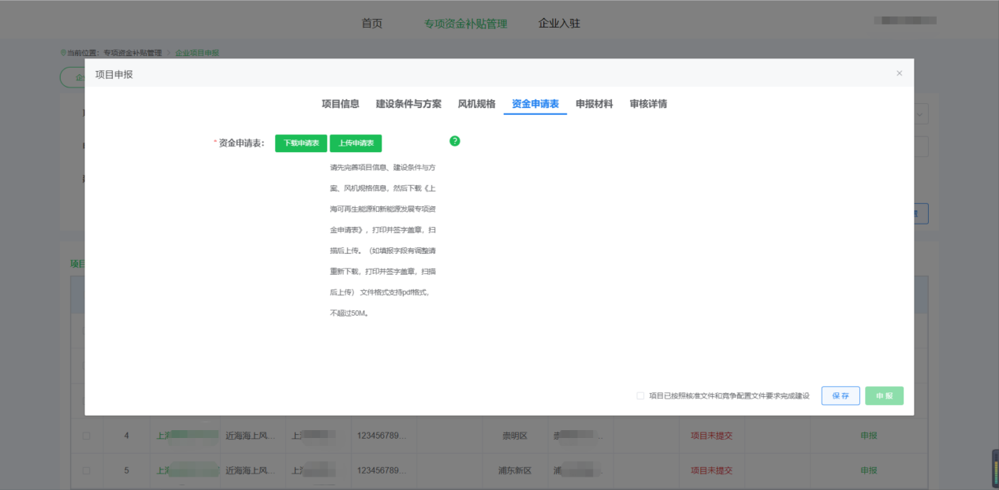 首页 专项资金补贴管理 企业入驻
当前位置：专项资金补贴管理 > 企业项目申报
项目申报
项目信息 建设条件与方案 风机规格 资金申请表 申报材料 审核详情
* 资金申请表： 下载申请表 上传申请表 ?
请先完善项目信息、建设条件与方
案、风机规格信息，然后下载《上
海可再生能源和新能源发展专项资
金申请表》，打印并签字盖章，扫
描后上传。（如填报字段有调整请
重新下载，打印并签字盖章，扫描
后上传） 文件格式支持pdf格式，
不超过50M。
项目已按照核准文件和竞争配置文件要求完成建设 保存 申报
项目
4 上海 近海海上风... 上 123456789... 崇明区 崇 .. 项目未提交 申报
5 上海 近海海上风... 上 123456789... 浦东新区 浦 项目未提交 申报